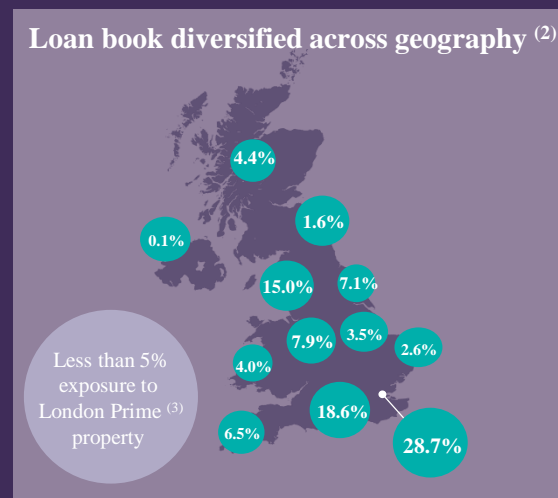 Loan book diversified across geography (2)
4.4%
1.6%
0.1%
15.0%
7.1%
7.9%
3.5%
2.6%
4.0%
18.6%
6.5%
28.7%
Less than 5%
exposure to
London Prime (3)
property